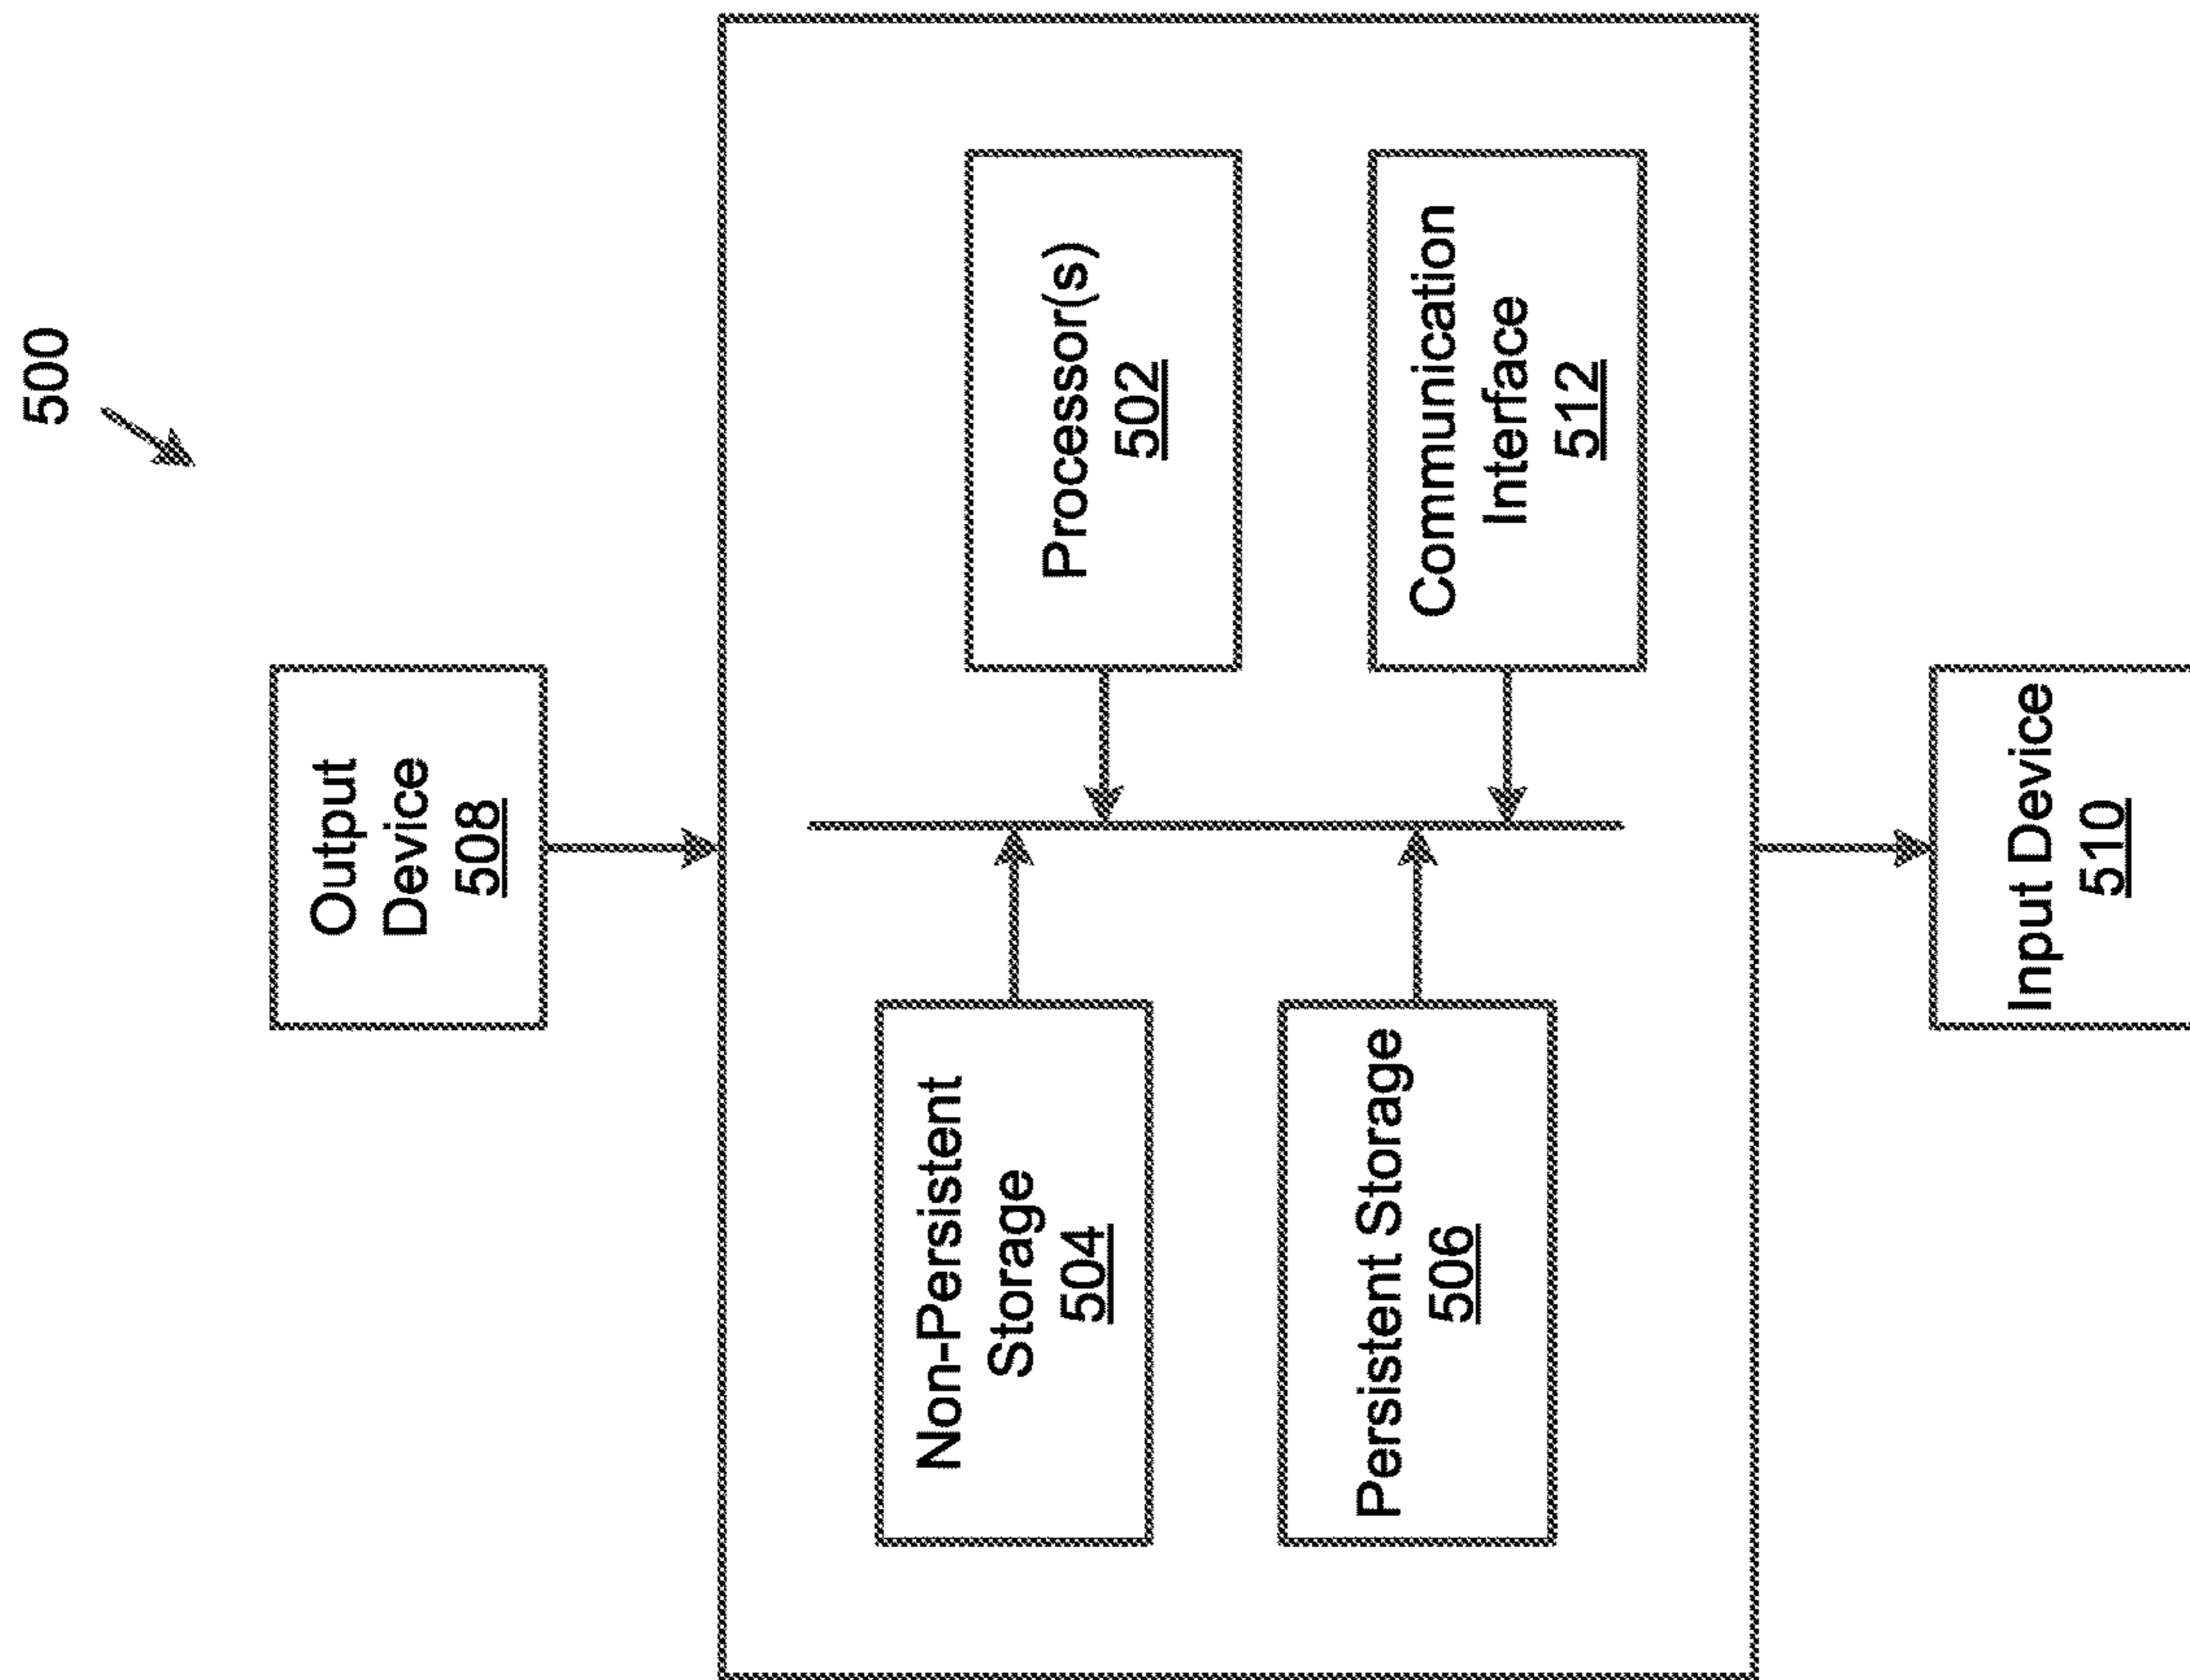 500
Output
Device
508
Non-Persistent
Storage
504
Processor(s)
502
Persistent Storage
506
Communication
Interface
512
Input Device
510